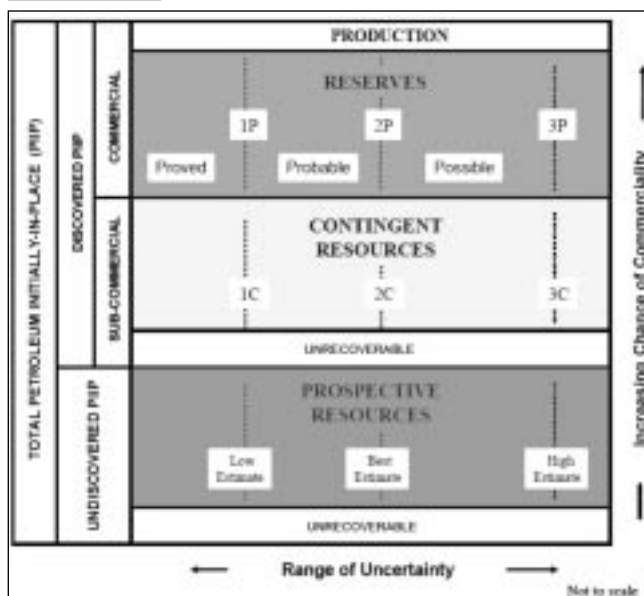 TOTAL PETROLEUM INITIALLY-IN-PLACE (PIIP)
DISCOVERED PIIP
UNDISCOVERED PIIP
COMMERCIAL
SUB-COMMERCIAL
PRODUCTION
RESERVES
1P
2P
3P
Proved
Probable
Possible
CONTINGENT
RESOURCES
1C
2C
3C
UNRECOVERABLE
PROSPECTIVE
RESOURCES
Low
Estimate
Best
Estimate
High
Estimate
UNRECOVERABLE
Increasing Chance of Commerciality
Range of Uncertainty
Not to scale